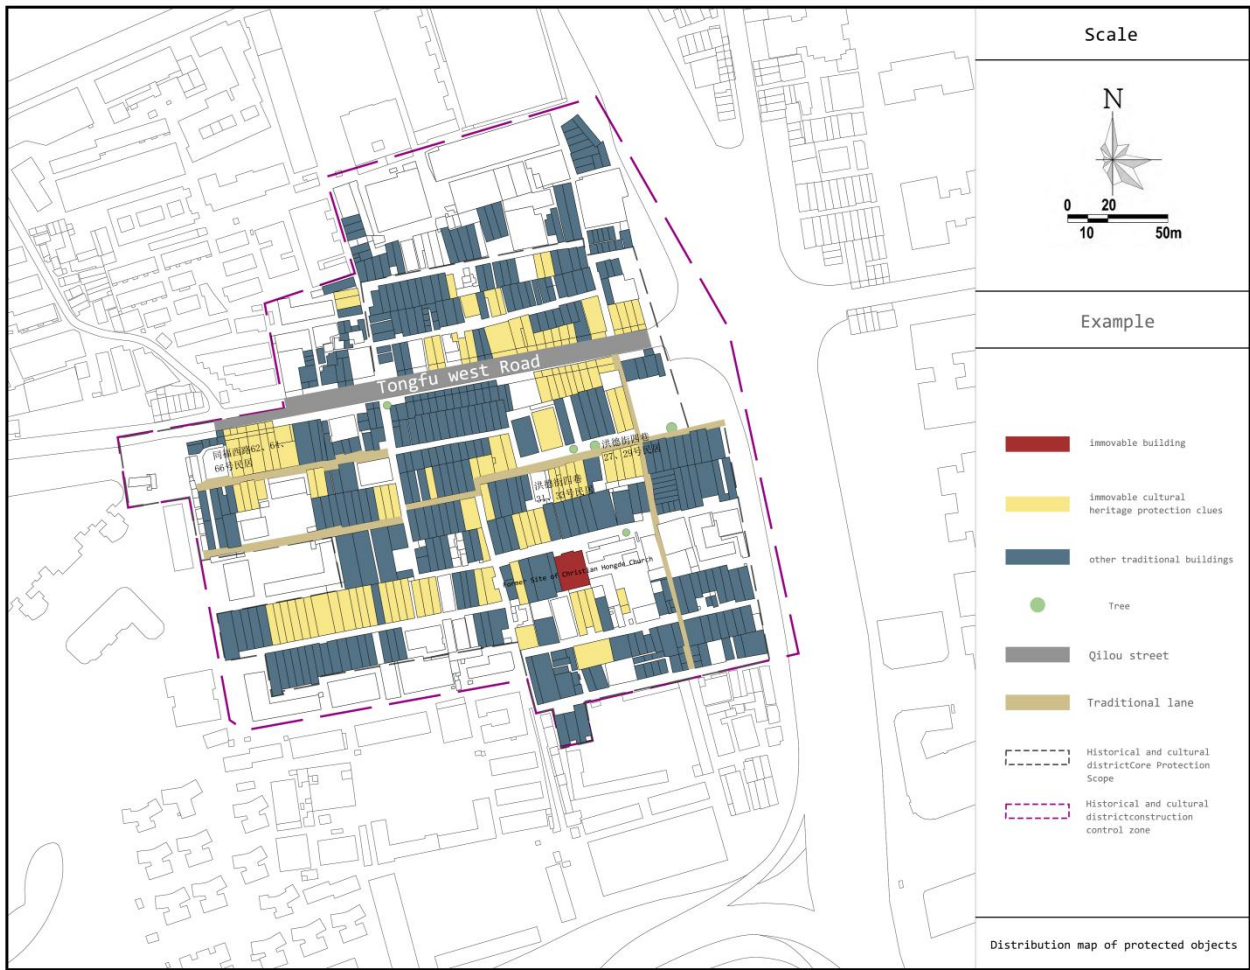 Scale
N
0 20
10 50m
Example
immovable building
immovable cultural
heritage protection clues
other traditional buildings
Tree
Qilou street
Traditional lane
Historical and cultural
districtCore Protection
Scope
Historical and cultural
districtconstruction
control zone
Distribution map of protected objects
Tongfu west Road
同福西路62、64、
66号民居
洪德街四巷
27、29号民居
洪德街四巷
31、33号民居
Former Site of Christian Hongde Church